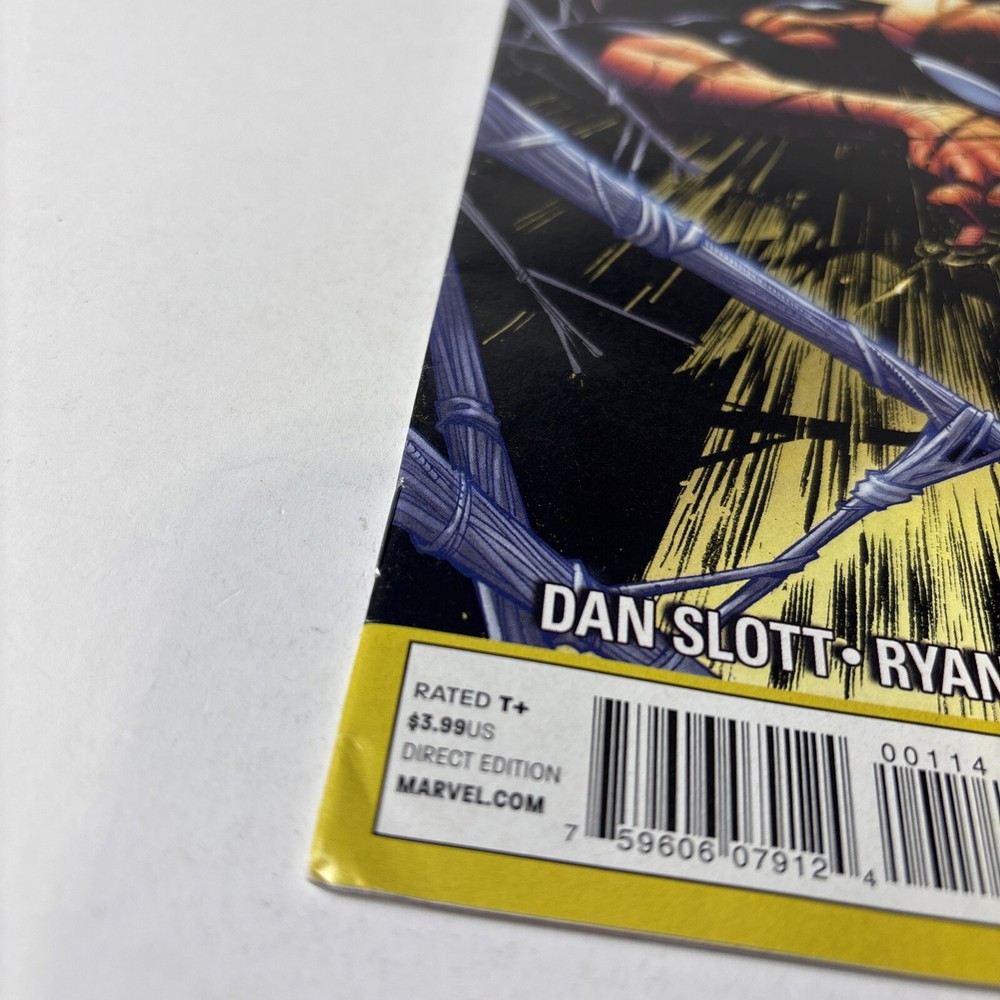 DAN SLOTT • RYAN
RATED T+
$3.99US
DIRECT EDITION
MARVEL.COM
00114
7 59606 07912 4